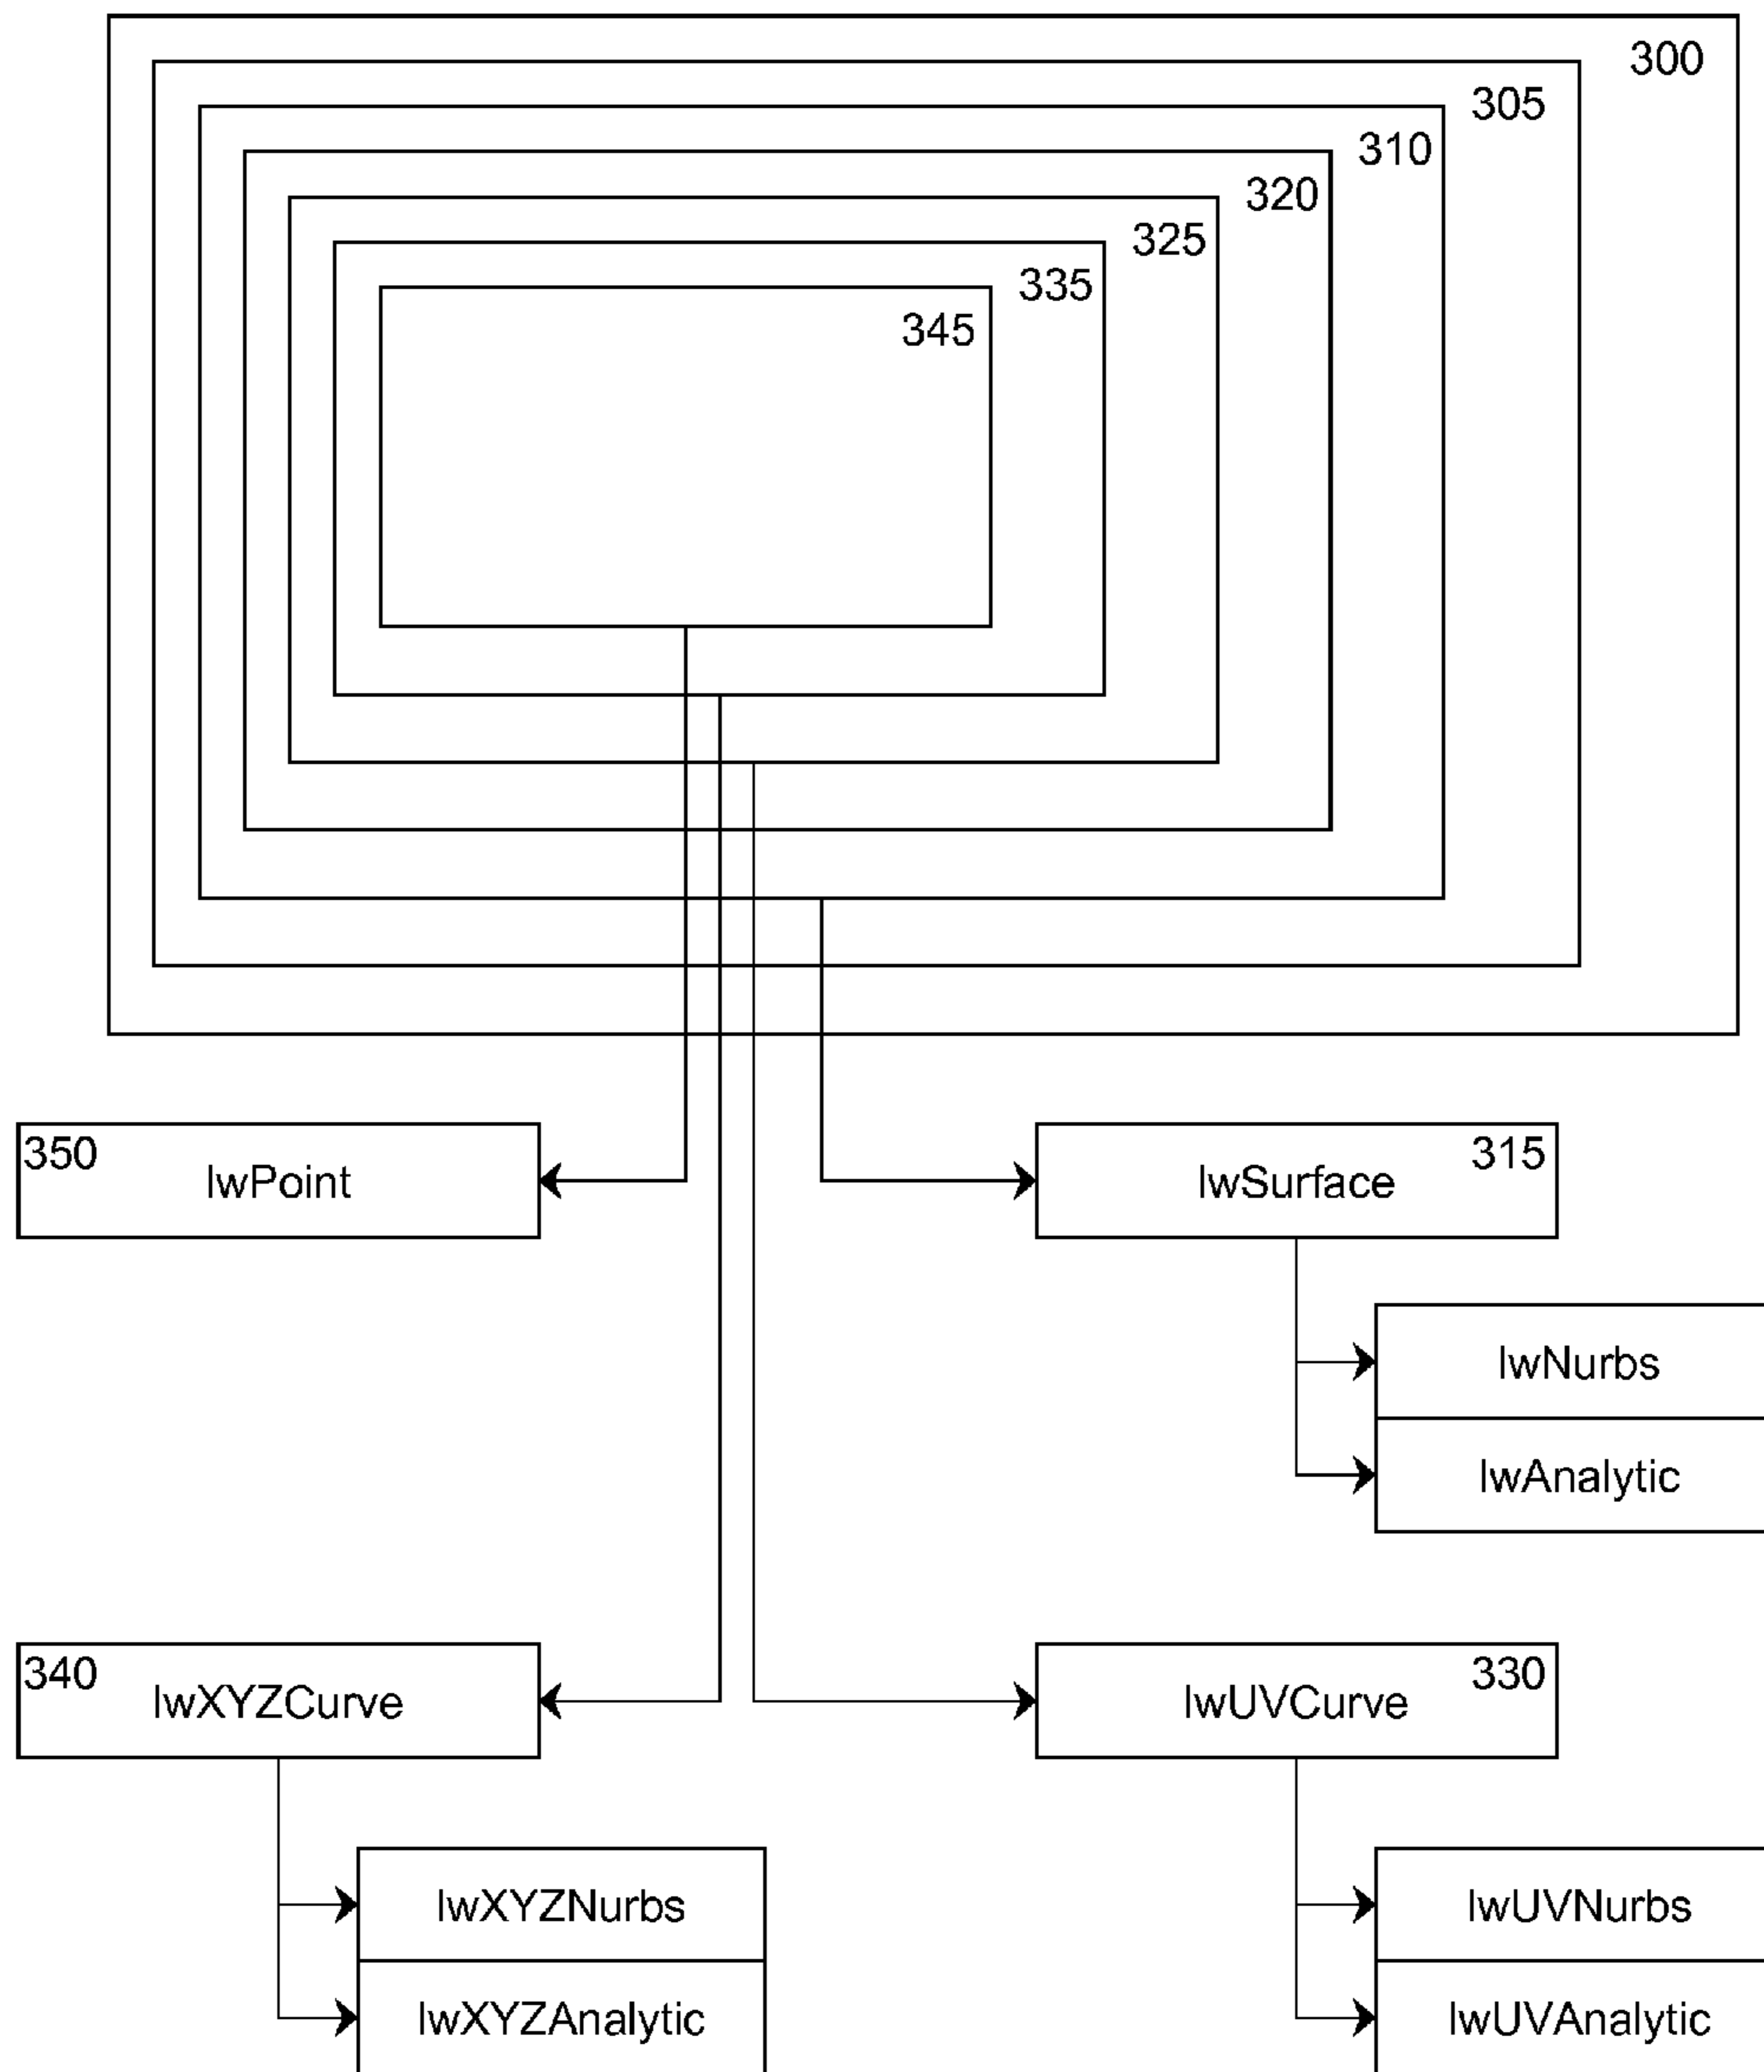 300
305
310
320
325
335
345
350
lwPoint
315
lwSurface
lwNurbs
lwAnalytic
340
lwXYZCurve
330
lwUVCurve
lwXYZNurbs
lwUVNurbs
lwXYZAnalytic
lwUVAnalytic